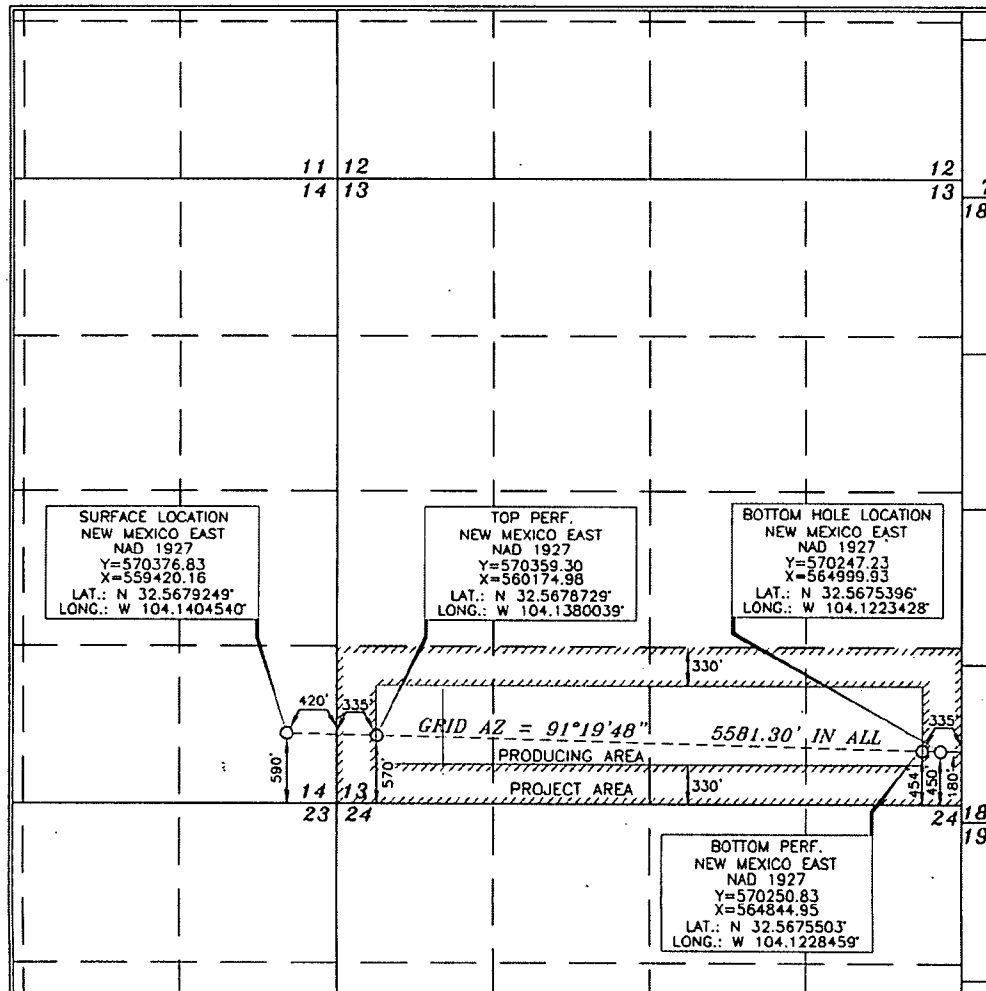 11 12
14 13
12
13
18
SURFACE LOCATION
NEW MEXICO EAST
NAD 1927
Y=570376.83
X=559420.16
LAT.: N 32.5679249°
LONG.: W 104.1404540°
TOP PERF.
NEW MEXICO EAST
NAD 1927
Y=570359.30
X=560174.98
LAT.: N 32.5678729°
LONG.: W 104.1380039°
BOTTOM HOLE LOCATION
NEW MEXICO EAST
NAD 1927
Y=570247.23
X=564999.93
LAT.: N 32.5675396°
LONG.: W 104.1223428°
330'
420'
335'
GRID AZ = 91°19'48"
5581.30' IN ALL
335'
590'
570'
PRODUCING AREA
454'
450'
180'
PROJECT AREA
330'
14 13
23 24
24
18
19
BOTTOM PERF.
NEW MEXICO EAST
NAD 1927
Y=570250.83
X=564844.95
LAT.: N 32.5675503°
LONG.: W 104.1228459°